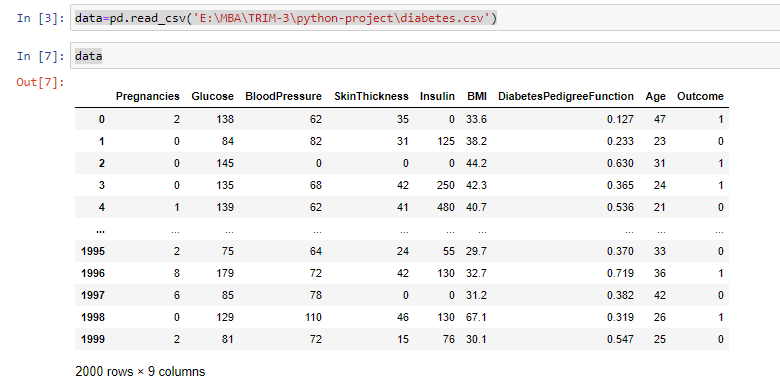 In [3]: data=pd.read_csv('E:\MBA\TRIM-3\python-project\diabetes.csv')
In [7]: data
Out[7]:
Pregnancies Glucose BloodPressure SkinThickness Insulin BMI DiabetesPedigreeFunction Age Outcome
0 2 138 62 35 0 33.6 0.127 47 1
1 0 84 82 31 125 38.2 0.233 23 0
2 0 145 0 0 0 44.2 0.630 31 1
3 0 135 68 42 250 42.3 0.365 24 1
4 1 139 62 41 480 40.7 0.536 21 0
... ... ... ... ... ... ... ... ... ...
1995 2 75 64 24 55 29.7 0.370 33 0
1996 8 179 72 42 130 32.7 0.719 36 1
1997 6 85 78 0 0 31.2 0.382 42 0
1998 0 129 110 46 130 67.1 0.319 26 1
1999 2 81 72 15 76 30.1 0.547 25 0
2000 rows × 9 columns